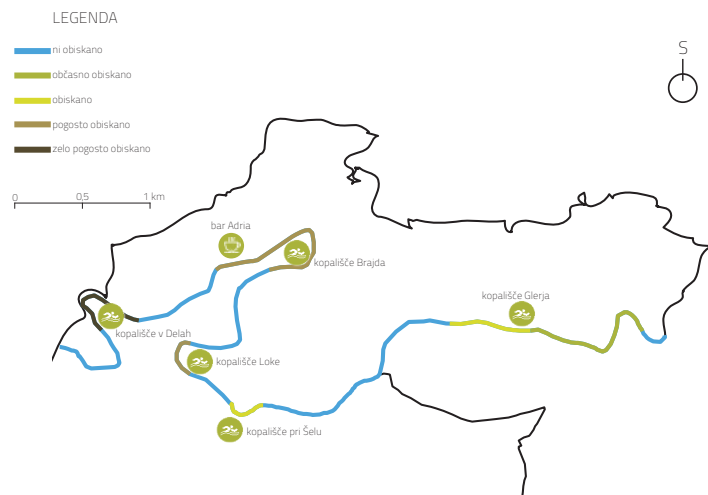 LEGENDA
ni obiskano
občasno obiskano
obiskano
pogosto obiskano
zelo pogosto obiskano
0 0,5 1 km
S
bar Adria
kopališče Brajda
kopališče Glerja
kopališče v Delah
kopališče Loke
kopališče pri Šelu